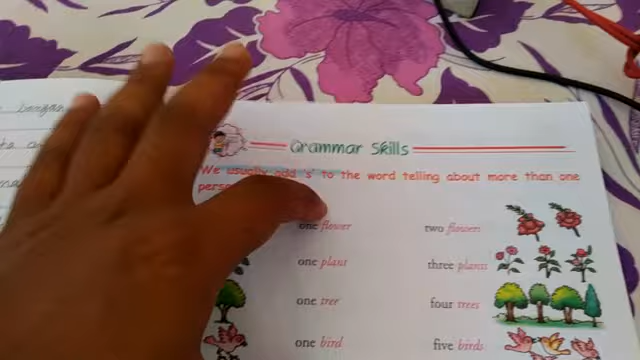 Grammar Skills
We usually add 's' to the word telling about more than one
one flower two flowers
one plant three plants
one tree four trees
one bird five birds